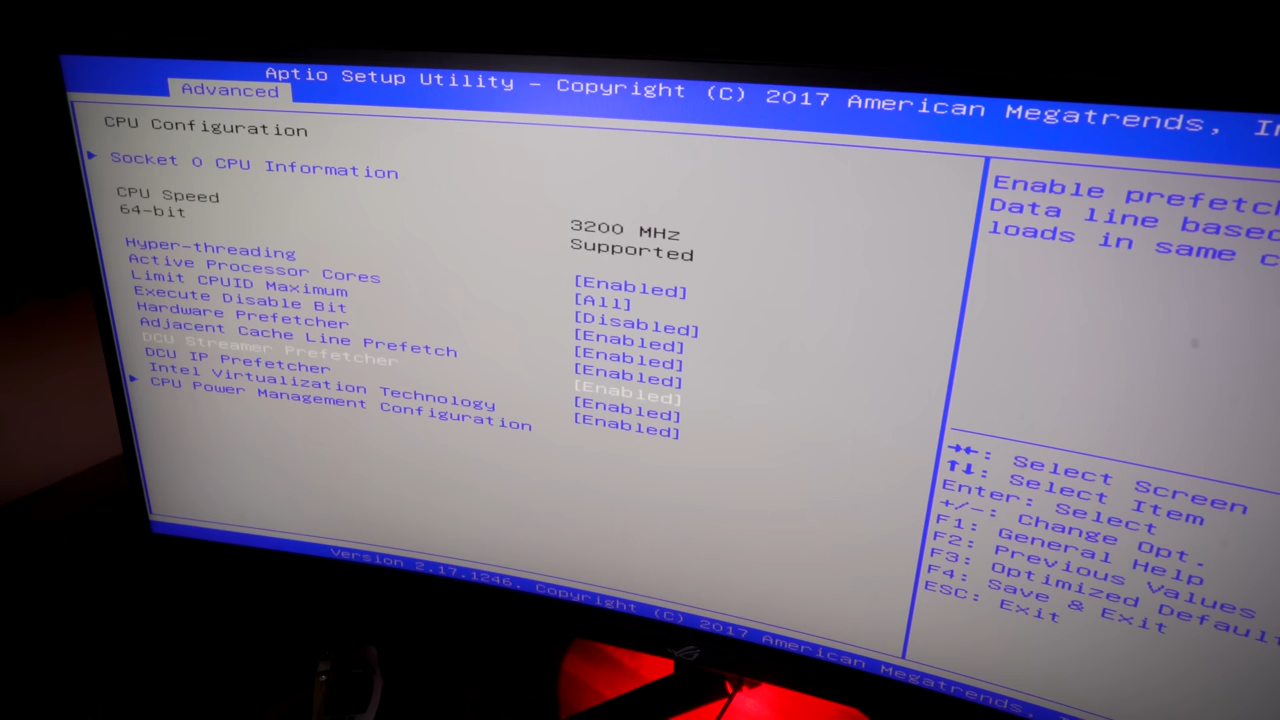 Aptio Setup Utility - Copyright (C) 2017 American Megatrends,
Advanced
CPU Configuration
Socket 0 CPU Information
CPU Speed 3200 MHz
64-bit Supported
Hyper-threading [Enabled]
Active Processor Cores [All]
Limit CPUID Maximum [Disabled]
Execute Disable Bit [Enabled]
Hardware Prefetcher [Enabled]
Adjacent Cache Line Prefetch [Enabled]
DCU Streamer Prefetcher [Enabled]
DCU IP Prefetcher [Enabled]
Intel Virtualization Technology [Enabled]
CPU Power Management Configuration
Enable prefetc
Data line based
loads in same c
→←: Select Screen
↑↓: Select Item
Enter: Select
+/-: Change Opt.
F1: General Help
F2: Previous Values
F3: Optimized Defaul
F4: Save & Exit
ESC: Exit
Version 2.17.1246. Copyright (C) 2017 American Megatrends,